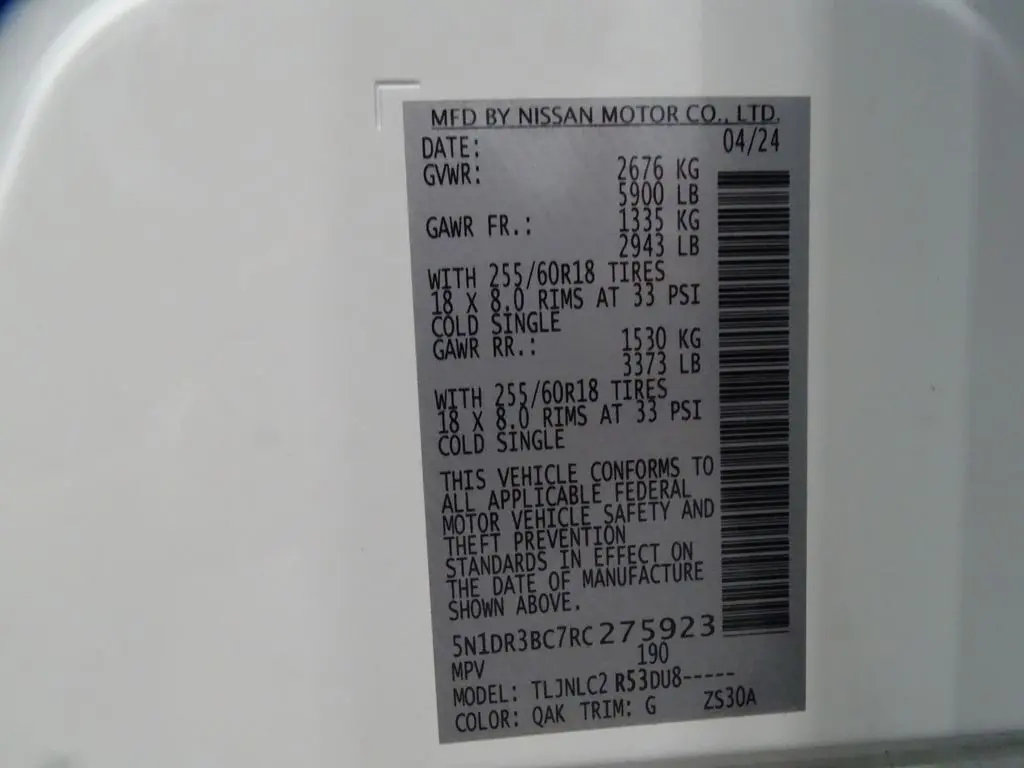 MFD BY NISSAN MOTOR CO., LTD.
DATE: 04/24
GVWR: 2676 KG
5900 LB
GAWR FR.: 1335 KG
2943 LB
WITH 255/60R18 TIRES
18 X 8.0 RIMS AT 33 PSI
COLD SINGLE
GAWR RR.: 1530 KG
3373 LB
WITH 255/60R18 TIRES
18 X 8.0 RIMS AT 33 PSI
COLD SINGLE
THIS VEHICLE CONFORMS TO
ALL APPLICABLE FEDERAL
MOTOR VEHICLE SAFETY AND
THEFT PREVENTION
STANDARDS IN EFFECT ON
THE DATE OF MANUFACTURE
SHOWN ABOVE.
5N1DR3BC7RC275923
MPV 190
MODEL: TLJNLC2 R53DU8-----
COLOR: QAK TRIM: G ZS30A